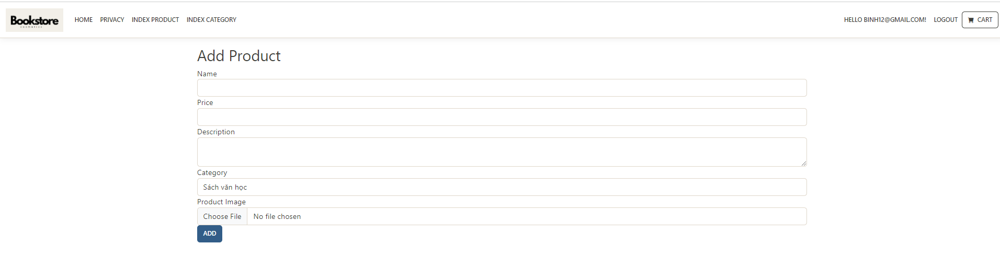 Bookstore
cosmetics
HOME PRIVACY INDEX PRODUCT INDEX CATEGORY HELLO BINH12@GMAIL.COM! LOGOUT CART
Add Product
Name
Price
Description
Category
Sách văn học
Product Image
Choose File No file chosen
ADD